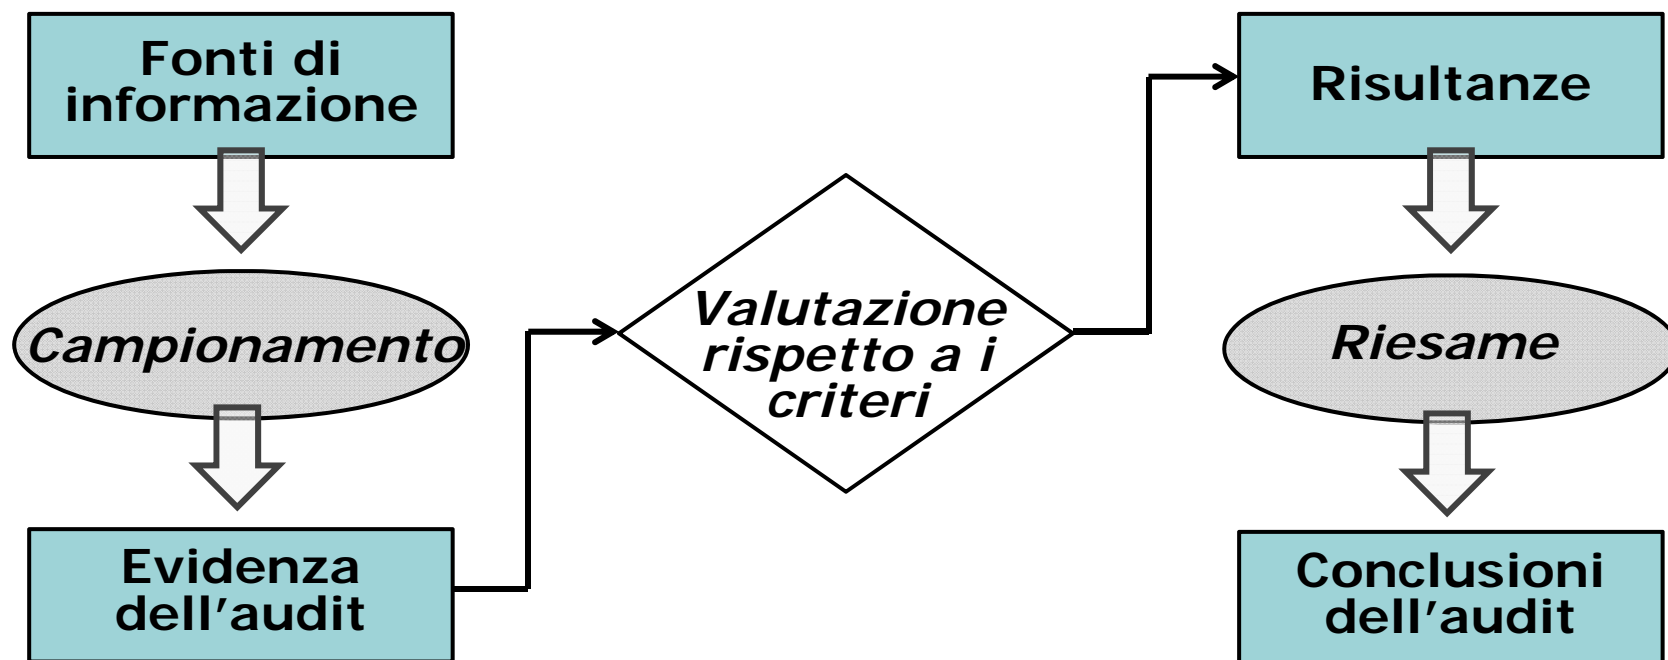 Fonti di
informazione
Campionamento
Evidenza
dell’audit
Valutazione
rispetto a i
criteri
Risultanze
Riesame
Conclusioni
dell’audit